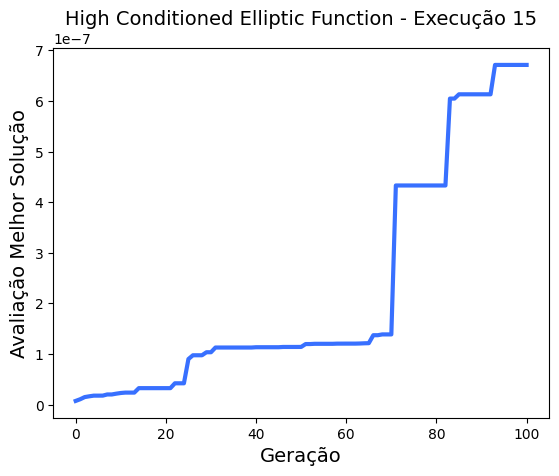 High Conditioned Elliptic Function - Execução 15
1e−7
7
6
5
4
3
2
1
0
Avaliação Melhor Solução
0 20 40 60 80 100
Geração